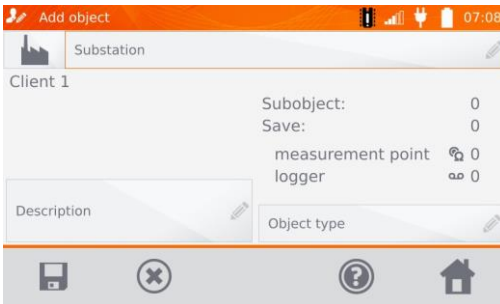 Add object 07:08
Substation
Client 1
Subobject: 0
Save: 0
measurement point 0
logger 0
Description
Object type